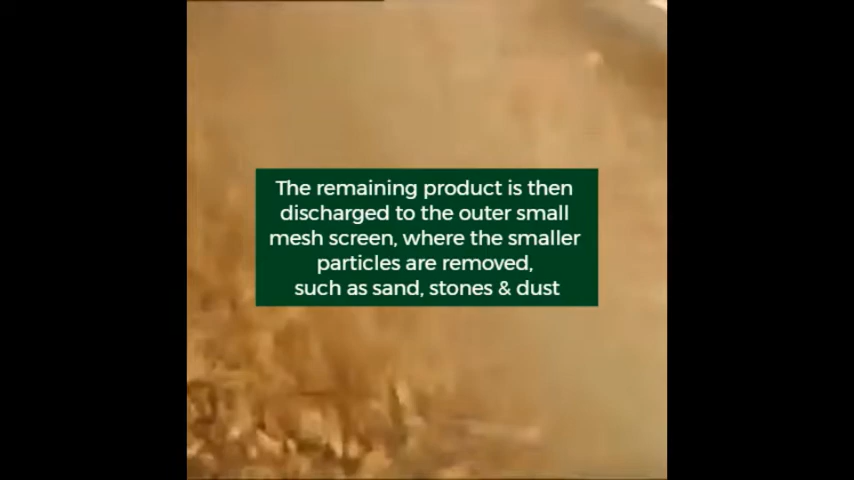 The remaining product is then
discharged to the outer small
mesh screen, where the smaller
particles are removed,
such as sand, stones & dust